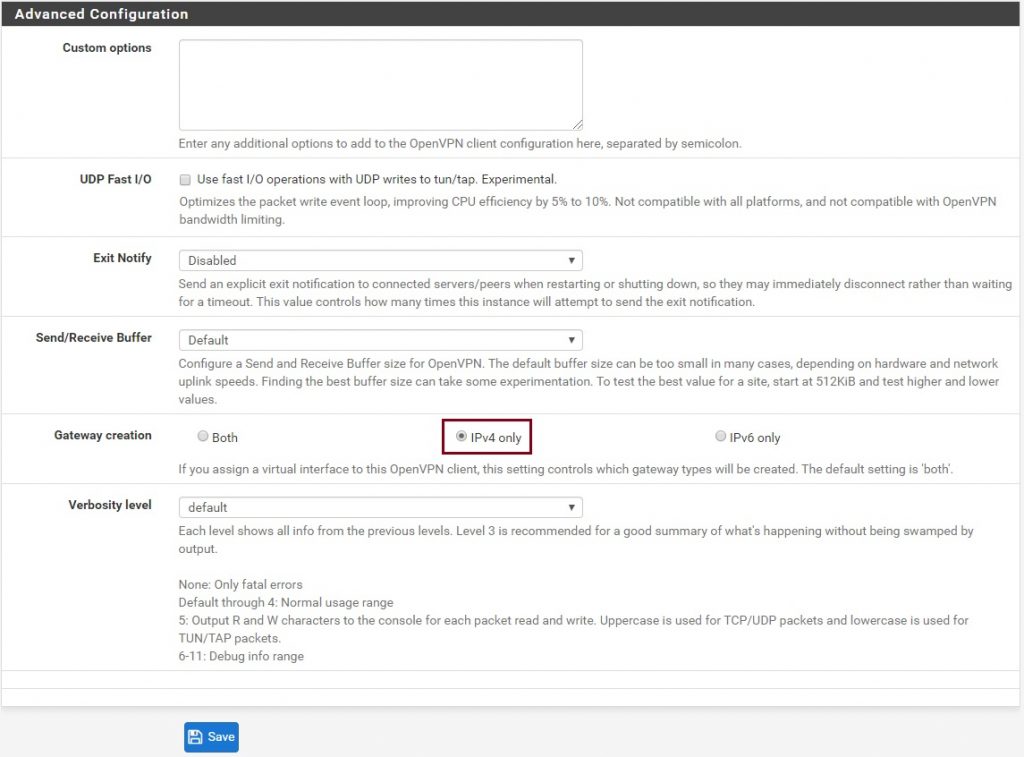 Advanced Configuration
Custom options
Enter any additional options to add to the OpenVPN client configuration here, separated by semicolon.
UDP Fast I/O
Use fast I/O operations with UDP writes to tun/tap. Experimental.
Optimizes the packet write event loop, improving CPU efficiency by 5% to 10%. Not compatible with all platforms, and not compatible with OpenVPN
bandwidth limiting.
Exit Notify
Disabled
Send an explicit exit notification to connected servers/peers when restarting or shutting down, so they may immediately disconnect rather than waiting
for a timeout. This value controls how many times this instance will attempt to send the exit notification.
Send/Receive Buffer
Default
Configure a Send and Receive Buffer size for OpenVPN. The default buffer size can be too small in many cases, depending on hardware and network
uplink speeds. Finding the best buffer size can take some experimentation. To test the best value for a site, start at 512KiB and test higher and lower
values.
Gateway creation
Both
IPv4 only
IPv6 only
If you assign a virtual interface to this OpenVPN client, this setting controls which gateway types will be created. The default setting is 'both'.
Verbosity level
default
Each level shows all info from the previous levels. Level 3 is recommended for a good summary of what's happening without being swamped by
output.
None: Only fatal errors
Default through 4: Normal usage range
5: Output R and W characters to the console for each packet read and write. Uppercase is used for TCP/UDP packets and lowercase is used for
TUN/TAP packets.
6-11: Debug info range
Save